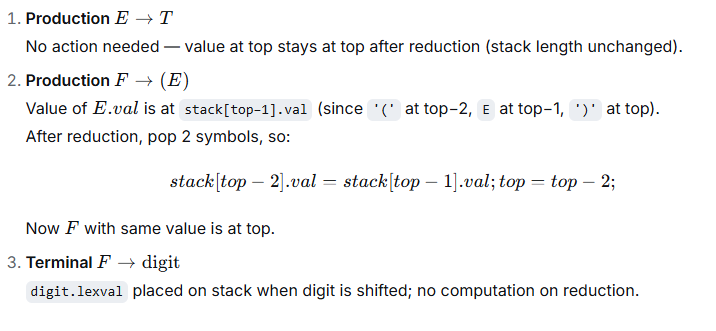 1. Production E → T
No action needed — value at top stays at top after reduction (stack length unchanged).
2. Production F → (E)
Value of E.val is at stack[top-1].val (since '(' at top−2, E at top−1, ')' at top).
After reduction, pop 2 symbols, so:
stack[top − 2].val = stack[top − 1].val; top = top − 2;
Now F with same value is at top.
3. Terminal F → digit
digit.lexval placed on stack when digit is shifted; no computation on reduction.